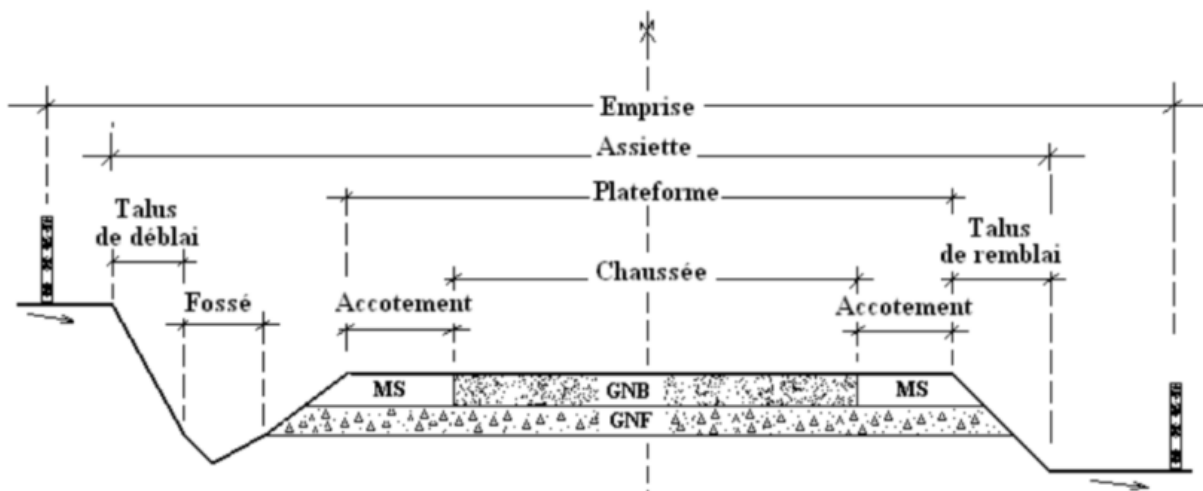 Emprise
Assiette
Plateforme
Talus
de déblai
Talus
de remblai
Chaussée
Fossé
Accotement
Accotement
MS
GNB
MS
GNF